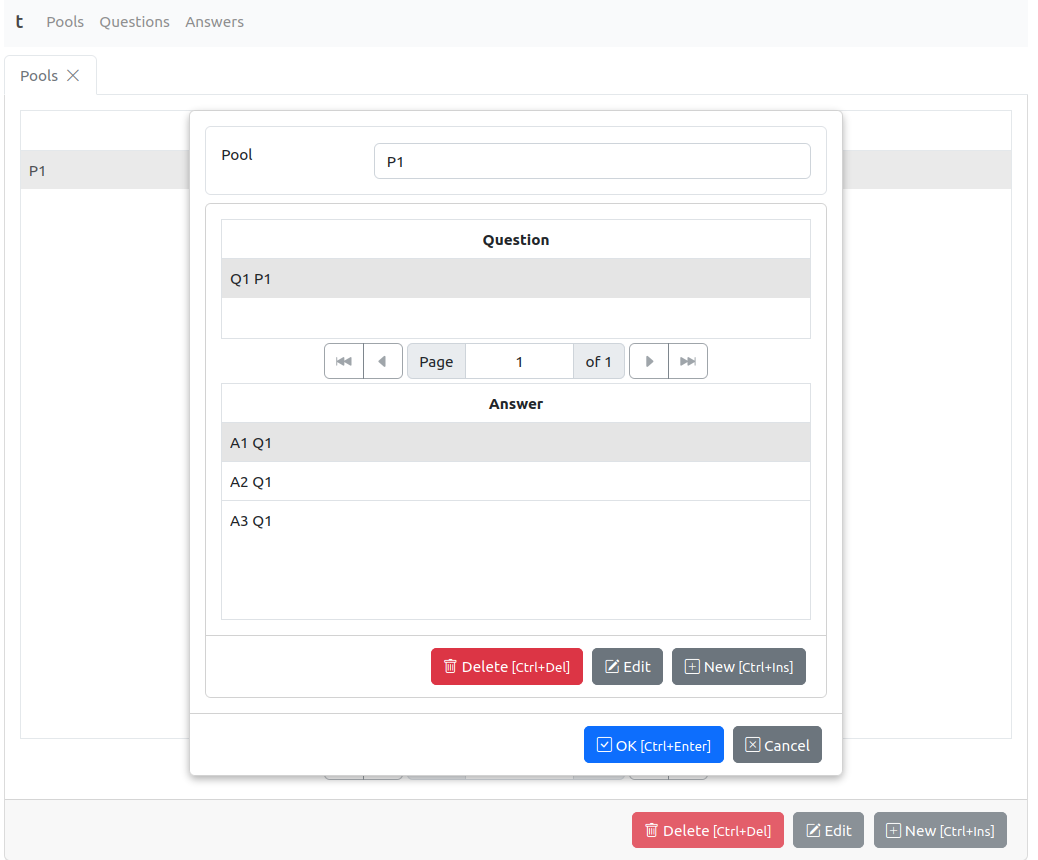 t Pools Questions Answers
Pools
P1
Pool P1
Question
Q1 P1
Page 1 of 1
Answer
A1 Q1
A2 Q1
A3 Q1
Delete [Ctrl+Del] Edit New [Ctrl+Ins]
OK [Ctrl+Enter] Cancel
Delete [Ctrl+Del] Edit New [Ctrl+Ins]